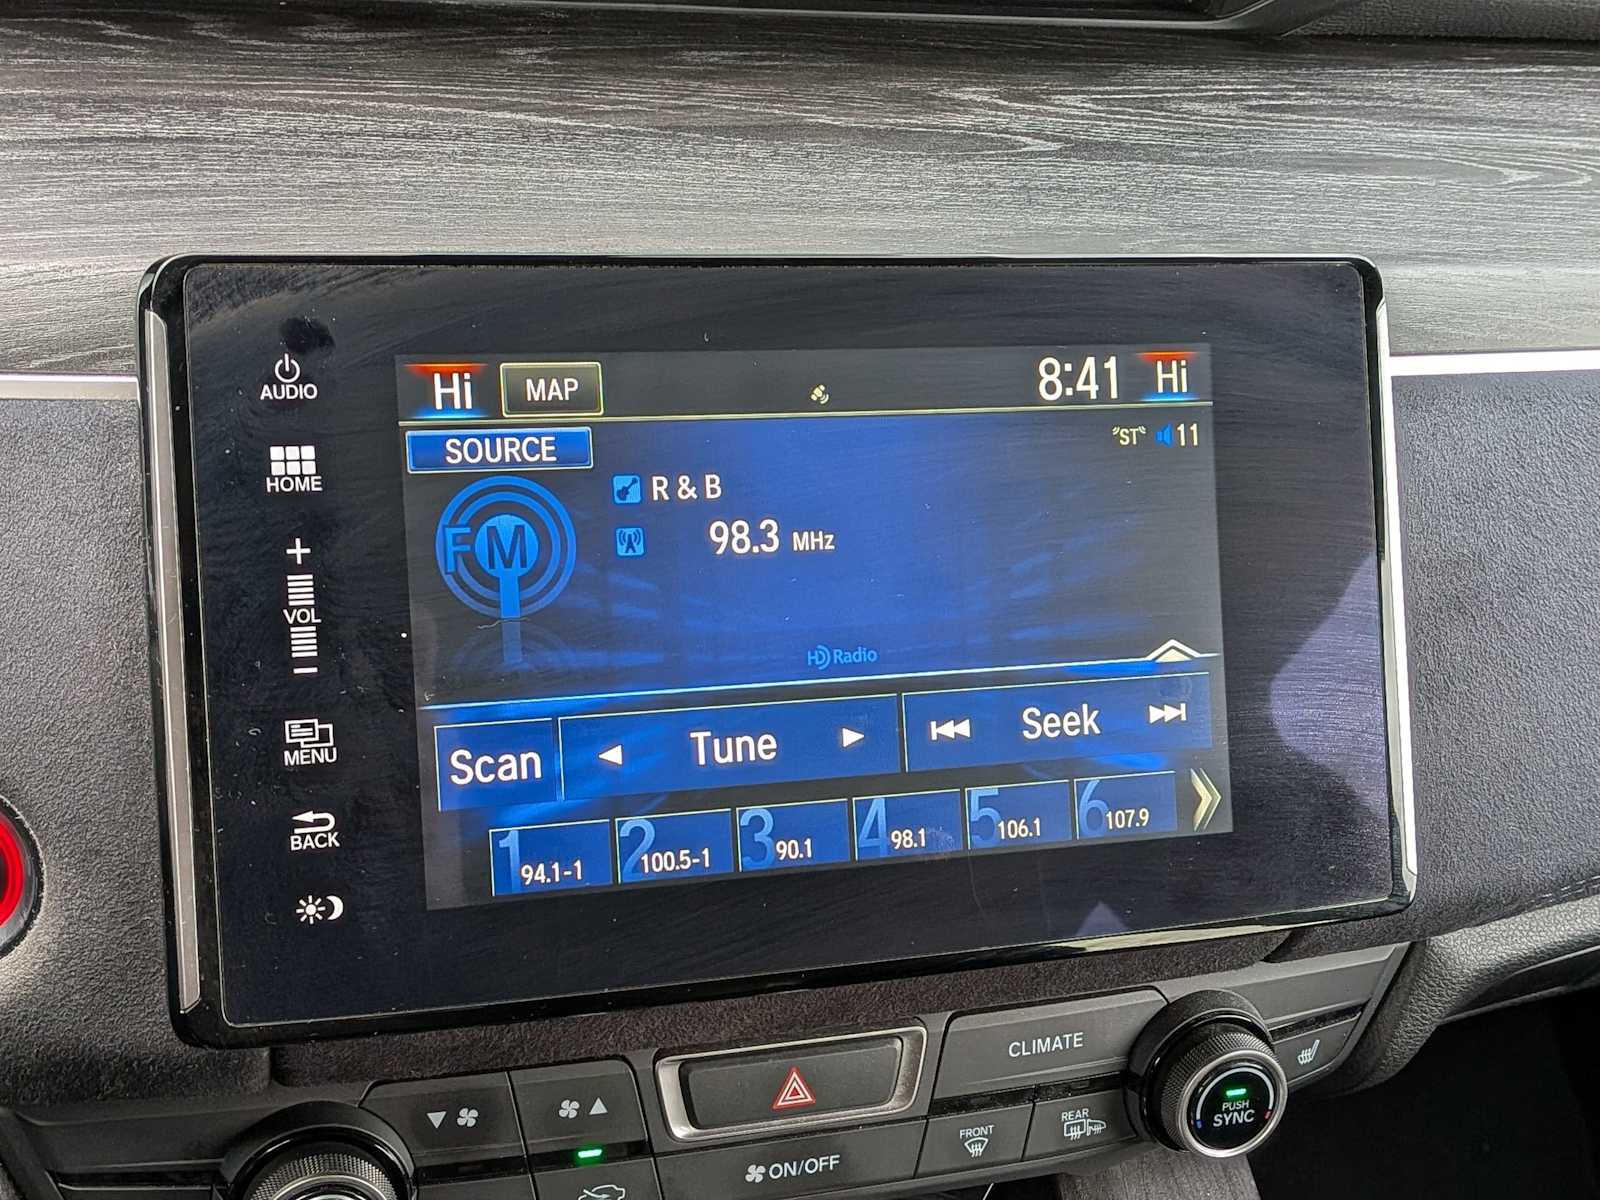 AUDIO
HOME
+
VOL
-
MENU
BACK
Hi MAP 8:41 Hi
SOURCE "ST" 11
FM
R & B
98.3 MHz
HD Radio
Scan Tune Seek
1 94.1-1
2 100.5-1
3 90.1
4 98.1
5 106.1
6 107.9
CLIMATE
PUSH
SYNC
FRONT
REAR
ON/OFF